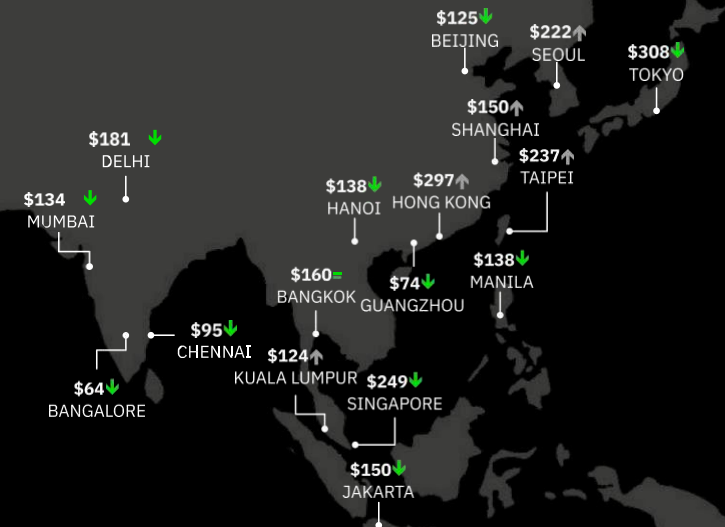 $125
BEIJING
$222
SEOUL
$308
TOKYO
$150
SHANGHAI
$181
DELHI
$237
TAIPEI
$134
MUMBAI
$138
HANOI
$297
HONG KONG
$160=
BANGKOK
$74
GUANGZHOU
$138
MANILA
$95
CHENNAI
$124
KUALA LUMPUR
$249
SINGAPORE
$64
BANGALORE
$150
JAKARTA